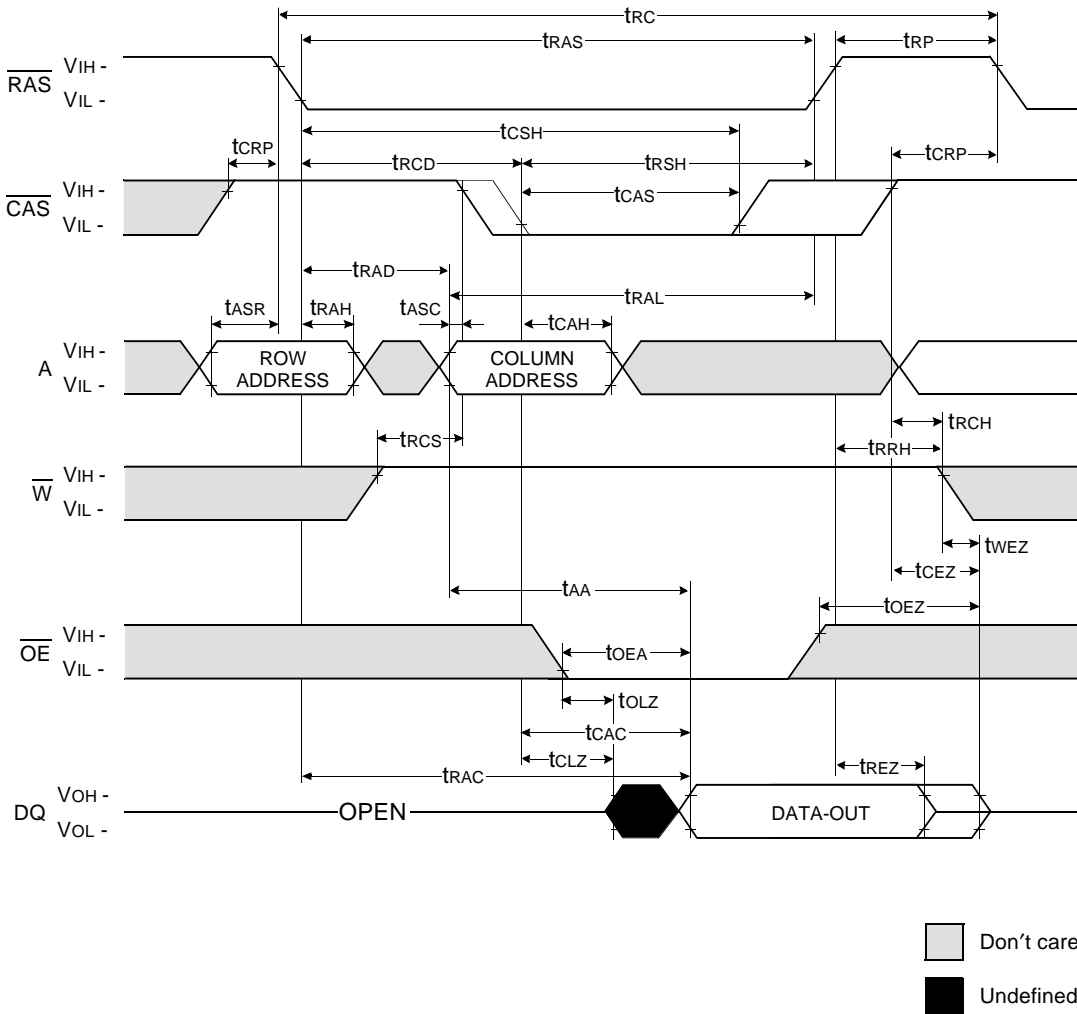 tRC
tRAS
tRP
RAS
VIH -
VIL -
tCSH
tCRP
tRCD
tRSH
tCRP
CAS
VIH -
VIL -
tCAS
tRAD
tRAL
tASR
tRAH
tASC
tCAH
A
VIH -
VIL -
ROW
ADDRESS
COLUMN
ADDRESS
tRCH
tRCS
tRRH
W
VIH -
VIL -
tWEZ
tCEZ
tAA
tOEZ
OE
VIH -
VIL -
tOEA
tOLZ
tCAC
tCLZ
tRAC
tREZ
DQ
VOH -
VOL -
OPEN
DATA-OUT
Don′t care
Undefined